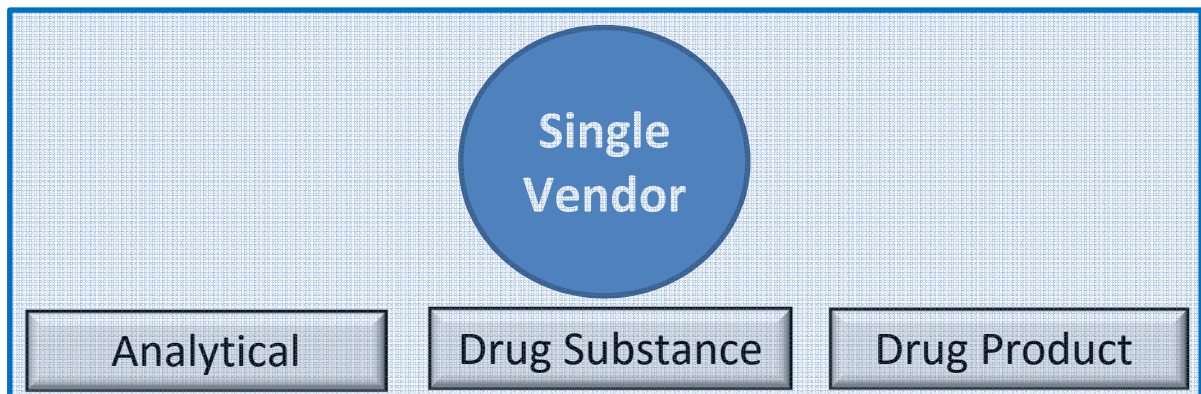 Single
Vendor
Analytical
Drug Substance
Drug Product